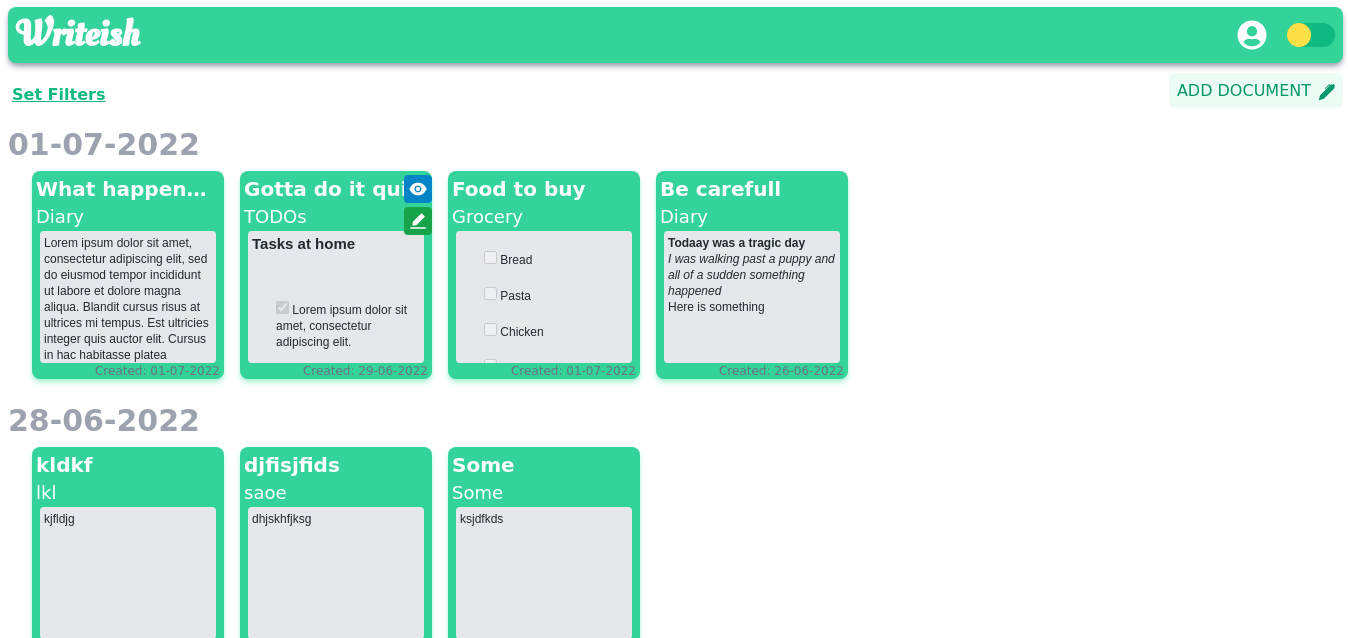 Writeish
Set Filters
ADD DOCUMENT
01-07-2022
What happen…
Diary
Lorem ipsum dolor sit amet,
consectetur adipiscing elit, sed
do eiusmod tempor incididunt
ut labore et dolore magna
aliqua. Blandit cursus risus at
ultrices mi tempus. Est ultricies
integer quis auctor elit. Cursus
in hac habitasse platea
Created: 01-07-2022
Gotta do it qui
TODOs
Tasks at home
Lorem ipsum dolor sit
amet, consectetur
adipiscing elit.
Created: 29-06-2022
Food to buy
Grocery
Bread
Pasta
Chicken
Created: 01-07-2022
Be carefull
Diary
Todaay was a tragic day
I was walking past a puppy and
all of a sudden something
happened
Here is something
Created: 26-06-2022
28-06-2022
kldkf
lkl
kjfldjg
djfisjfids
saoe
dhjskhfjksg
Some
Some
ksjdfkds